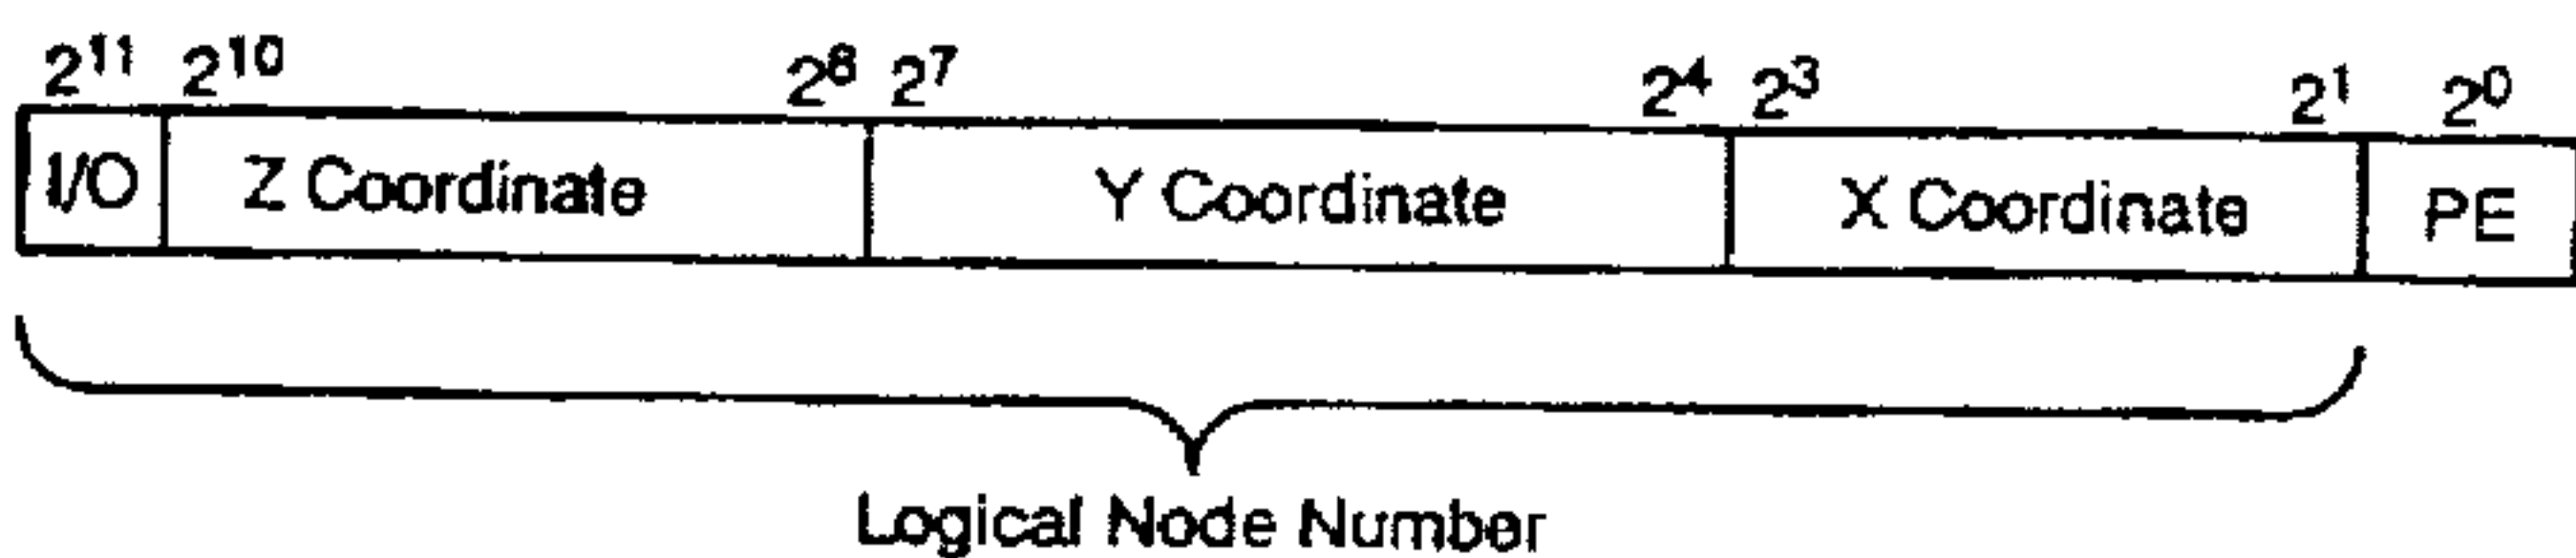 2¹¹ 2¹⁰ 2⁸ 2⁷ 2⁴ 2³ 2¹ 2⁰
I/O Z Coordinate Y Coordinate X Coordinate PE
Logical Node Number